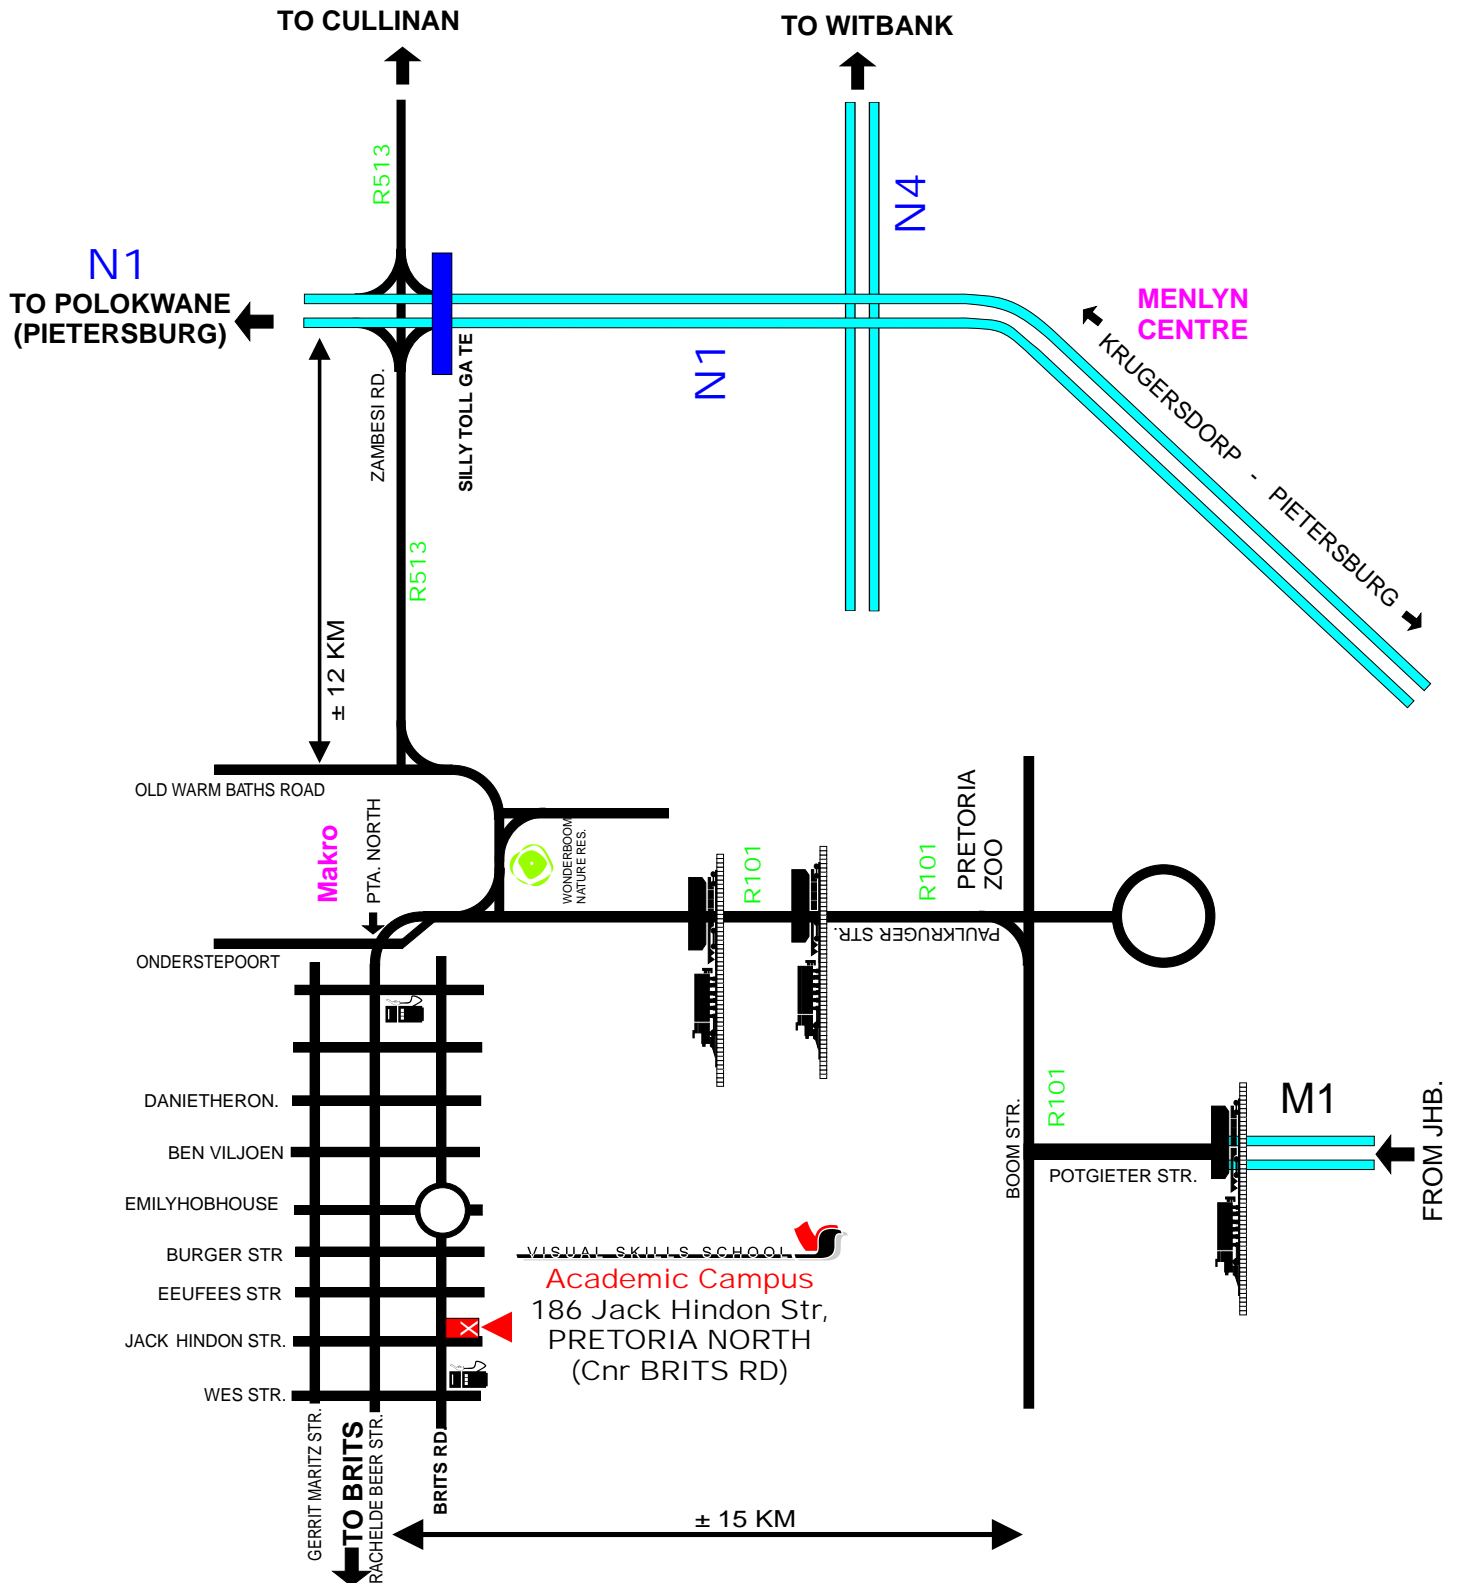 TO CULLINAN
TO WITBANK
R513
N4
N1
TO POLOKWANE
(PIETERSBURG)
MENLYN
CENTRE
KRUGERSDORP - PIETERSBURG
N1
ZAMBESI RD.
SILLY TOLL GA TE
R513
± 12 KM
OLD WARM BATHS ROAD
Makro
PTA. NORTH
WONDERBOOM
NATURE RES.
R101
R101
PRETORIA
ZOO
PAULKRUGER STR.
ONDERSTEPOORT
DANIETHERON.
BEN VILJOEN
EMILYHOBHOUSE
BURGER STR
EEUFEES STR
JACK HINDON STR.
WES STR.
R101
BOOM STR.
POTGIETER STR.
M1
FROM JHB.
VISUAL SKILLS SCHOOL
Academic Campus
186 Jack Hindon Str,
PRETORIA NORTH
(Cnr BRITS RD)
X
GERRIT MARITZ STR.
TO BRITS
RACHELDE BEER STR.
BRITS RD.
± 15 KM